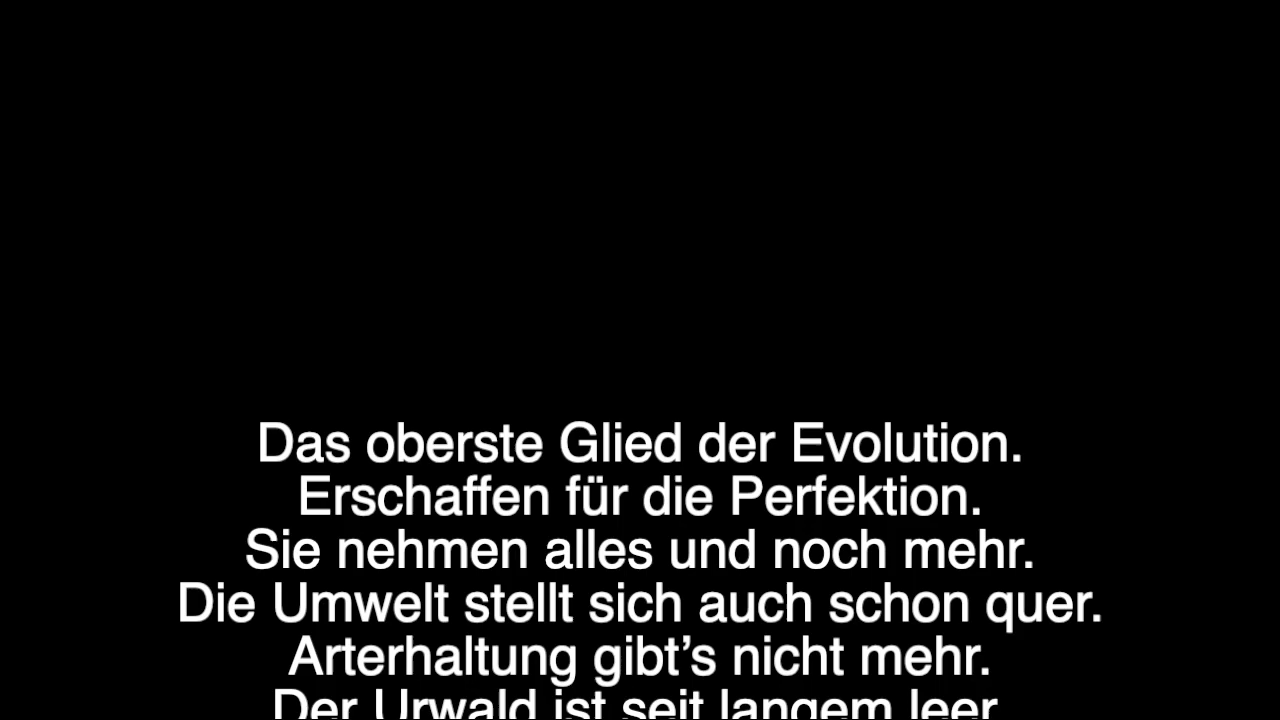 Das oberste Glied der Evolution.
Erschaffen für die Perfektion.
Sie nehmen alles und noch mehr.
Die Umwelt stellt sich auch schon quer.
Arterhaltung gibt’s nicht mehr.
Der Urwald ist seit langem leer